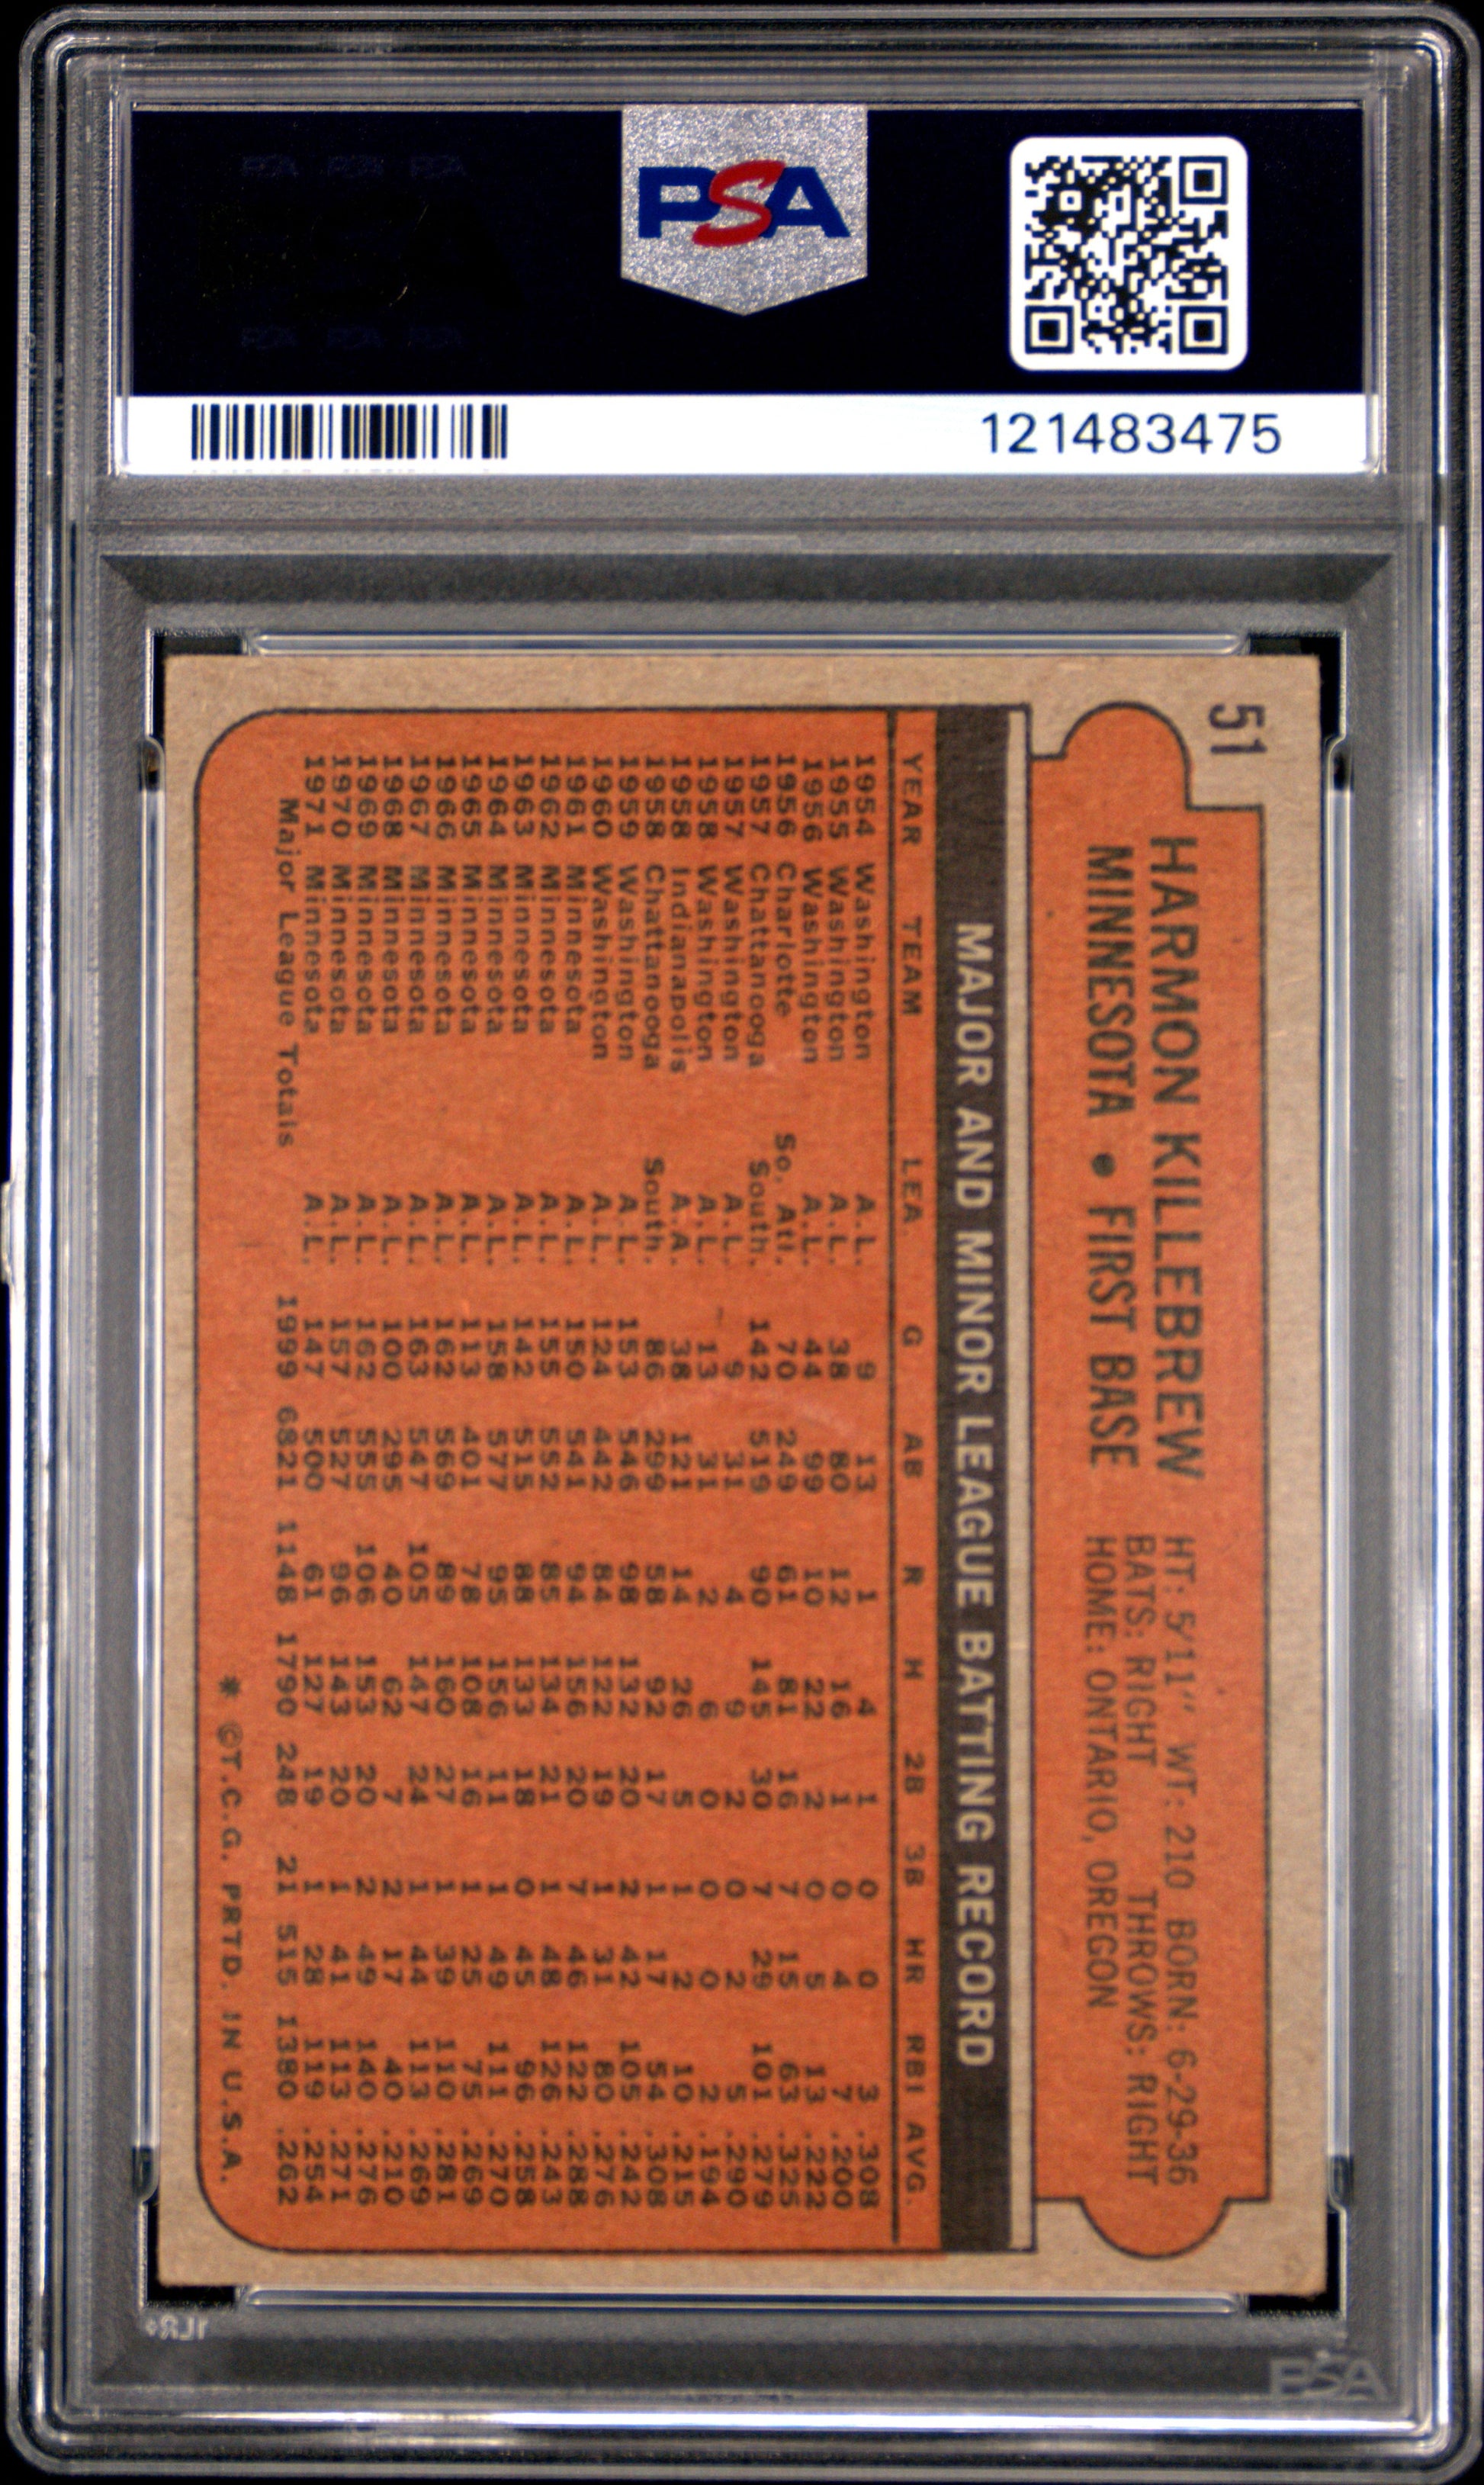 PSA
121483475
51
HARMON KILLEBREW
MINNESOTA • FIRST BASE
HT: 5'11" WT: 210 BORN: 6-29-36
BATS: RIGHT THROWS: RIGHT
HOME: ONTARIO, OREGON
MAJOR AND MINOR LEAGUE BATTING RECORD
YEAR TEAM LEA. G AB R H 2B 3B HR RBI AVG.
1954 Washington A.L. 9 13 1 4 1 0 0 3 .308
1955 Washington A.L. 38 80 12 16 1 0 4 7 .200
1956 Washington A.L. 44 99 10 22 2 0 5 13 .222
1956 Charlotte So. Atl. 70 249 61 81 16 7 15 63 .325
1957 Chattanooga South. 142 519 90 145 30 7 29 101 .279
1957 Washington A.L. 9 31 4 9 2 0 2 5 .290
1958 Washington A.L. 13 31 2 6 0 0 0 2 .194
1958 Indianapolis A.A. 38 121 14 26 5 1 2 10 .215
1958 Chattanooga South. 86 299 58 92 17 1 17 54 .308
1959 Washington A.L. 153 546 98 132 20 2 42 105 .242
1960 Washington A.L. 124 442 84 122 19 1 31 80 .276
1961 Minnesota A.L. 150 541 94 156 20 7 46 122 .288
1962 Minnesota A.L. 155 552 85 134 21 1 48 126 .243
1963 Minnesota A.L. 142 515 88 133 18 0 45 96 .258
1964 Minnesota A.L. 158 577 95 156 11 1 49 111 .270
1965 Minnesota A.L. 113 401 78 108 16 1 25 75 .269
1966 Minnesota A.L. 162 569 89 160 27 1 39 110 .281
1967 Minnesota A.L. 163 547 105 147 24 1 44 113 .269
1968 Minnesota A.L. 100 295 40 62 7 2 17 40 .210
1969 Minnesota A.L. 162 555 106 153 20 2 49 140 .276
1970 Minnesota A.L. 157 527 96 143 20 1 41 113 .271
1971 Minnesota A.L. 147 500 61 127 19 1 28 119 .254
Major League Totals 1999 6821 1148 1790 248 21 515 1380 .262
* ©T.C.G. PRTD. IN U.S.A.
PSA